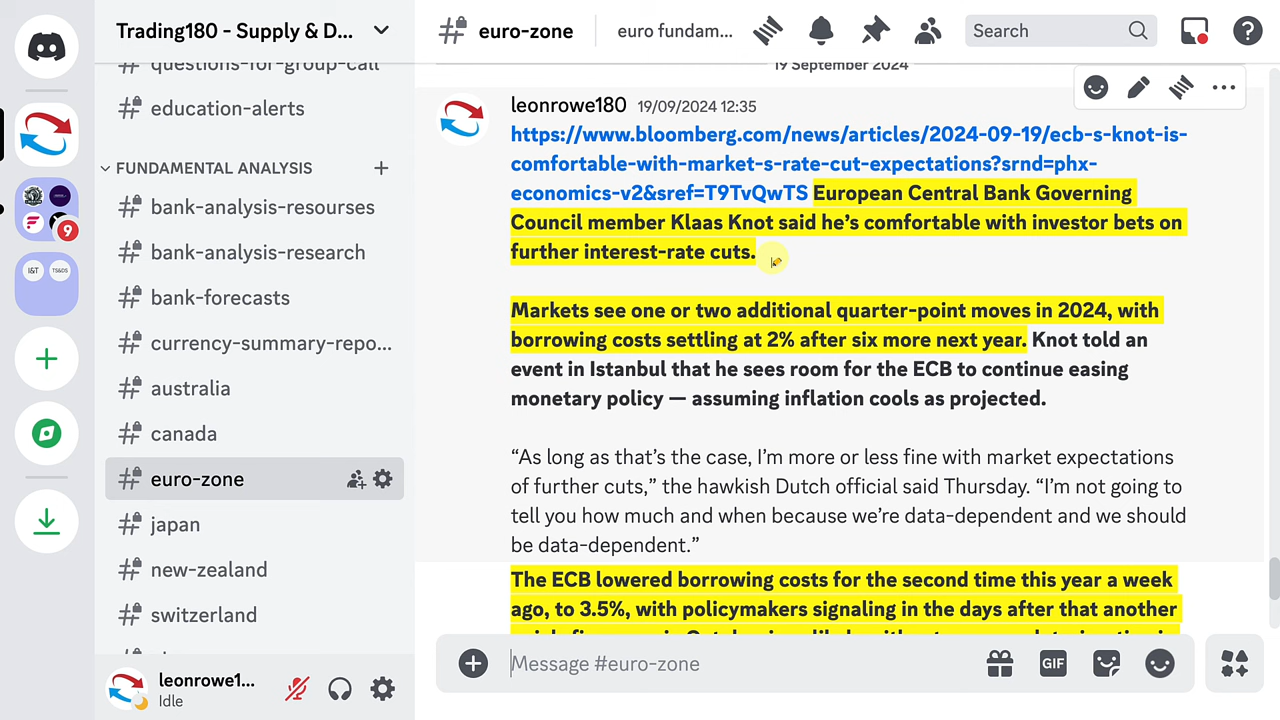 Trading180 - Supply & D...
questions-for-group-call
education-alerts
FUNDAMENTAL ANALYSIS
bank-analysis-resourses
bank-analysis-research
bank-forecasts
currency-summary-repo...
australia
canada
euro-zone
japan
new-zealand
switzerland
leonrowe1...
Idle
9
I&T
TS&DS
euro-zone
euro fundam...
Search
19 September 2024
leonrowe180 19/09/2024 12:35
https://www.bloomberg.com/news/articles/2024-09-19/ecb-s-knot-is-
comfortable-with-market-s-rate-cut-expectations?srnd=phx-
economics-v2&sref=T9TvQwTS European Central Bank Governing
Council member Klaas Knot said he’s comfortable with investor bets on
further interest-rate cuts.
Markets see one or two additional quarter-point moves in 2024, with
borrowing costs settling at 2% after six more next year. Knot told an
event in Istanbul that he sees room for the ECB to continue easing
monetary policy — assuming inflation cools as projected.
“As long as that’s the case, I’m more or less fine with market expectations
of further cuts,” the hawkish Dutch official said Thursday. “I’m not going to
tell you how much and when because we’re data-dependent and we should
be data-dependent.”
The ECB lowered borrowing costs for the second time this year a week
ago, to 3.5%, with policymakers signaling in the days after that another
Message #euro-zone
GIF